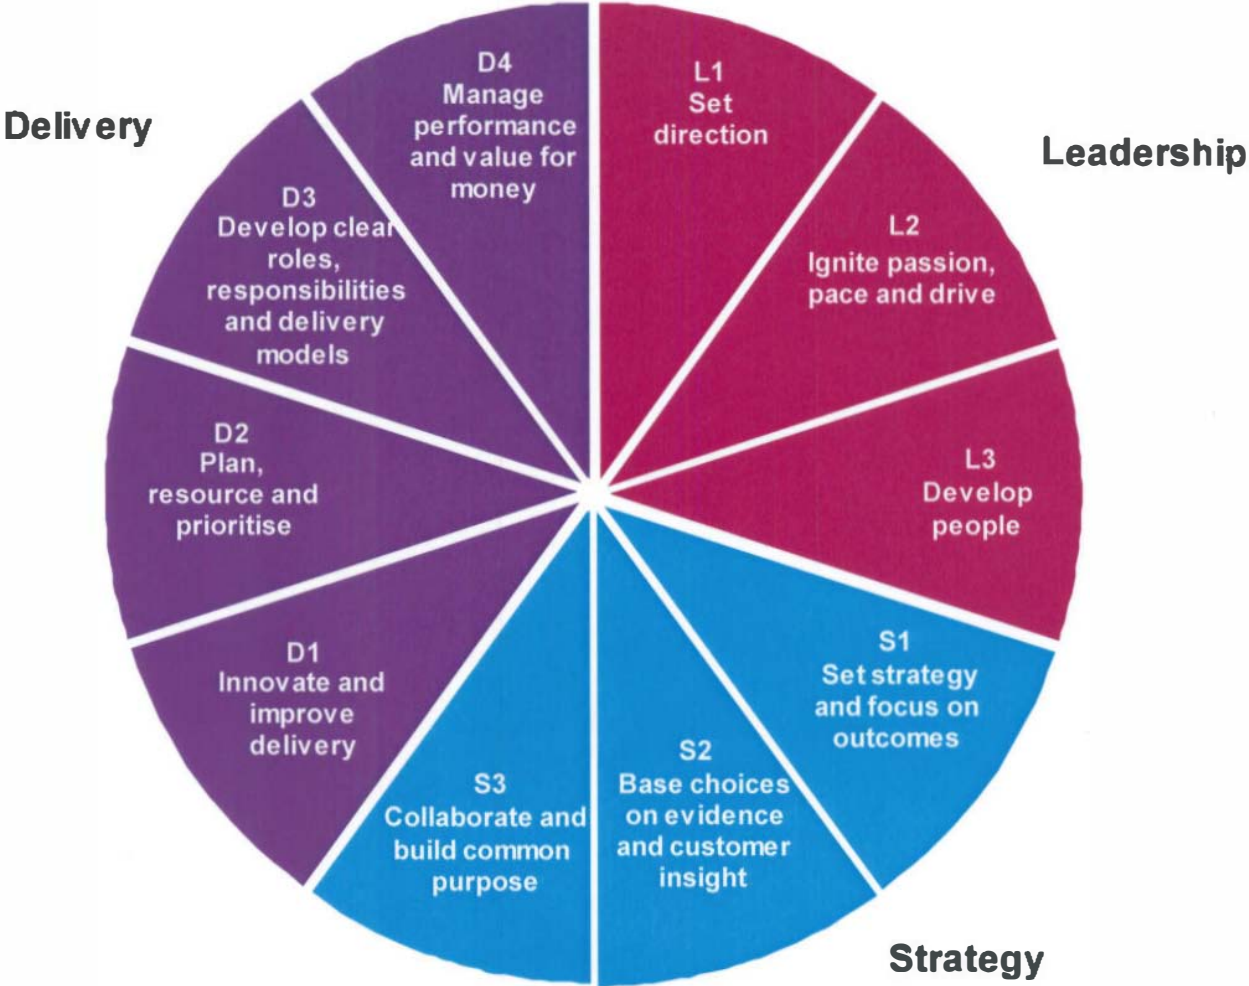 Delivery
Leadership
Strategy
L1
Set
direction
L2
Ignite passion,
pace and drive
L3
Develop
people
S1
Set strategy
and focus on
outcomes
S2
Base choices
on evidence
and customer
insight
S3
Collaborate and
build common
purpose
D1
Innovate and
improve
delivery
D2
Plan,
resource and
prioritise
D3
Develop clear
roles,
responsibilities
and delivery
models
D4
Manage
performance
and value for
money